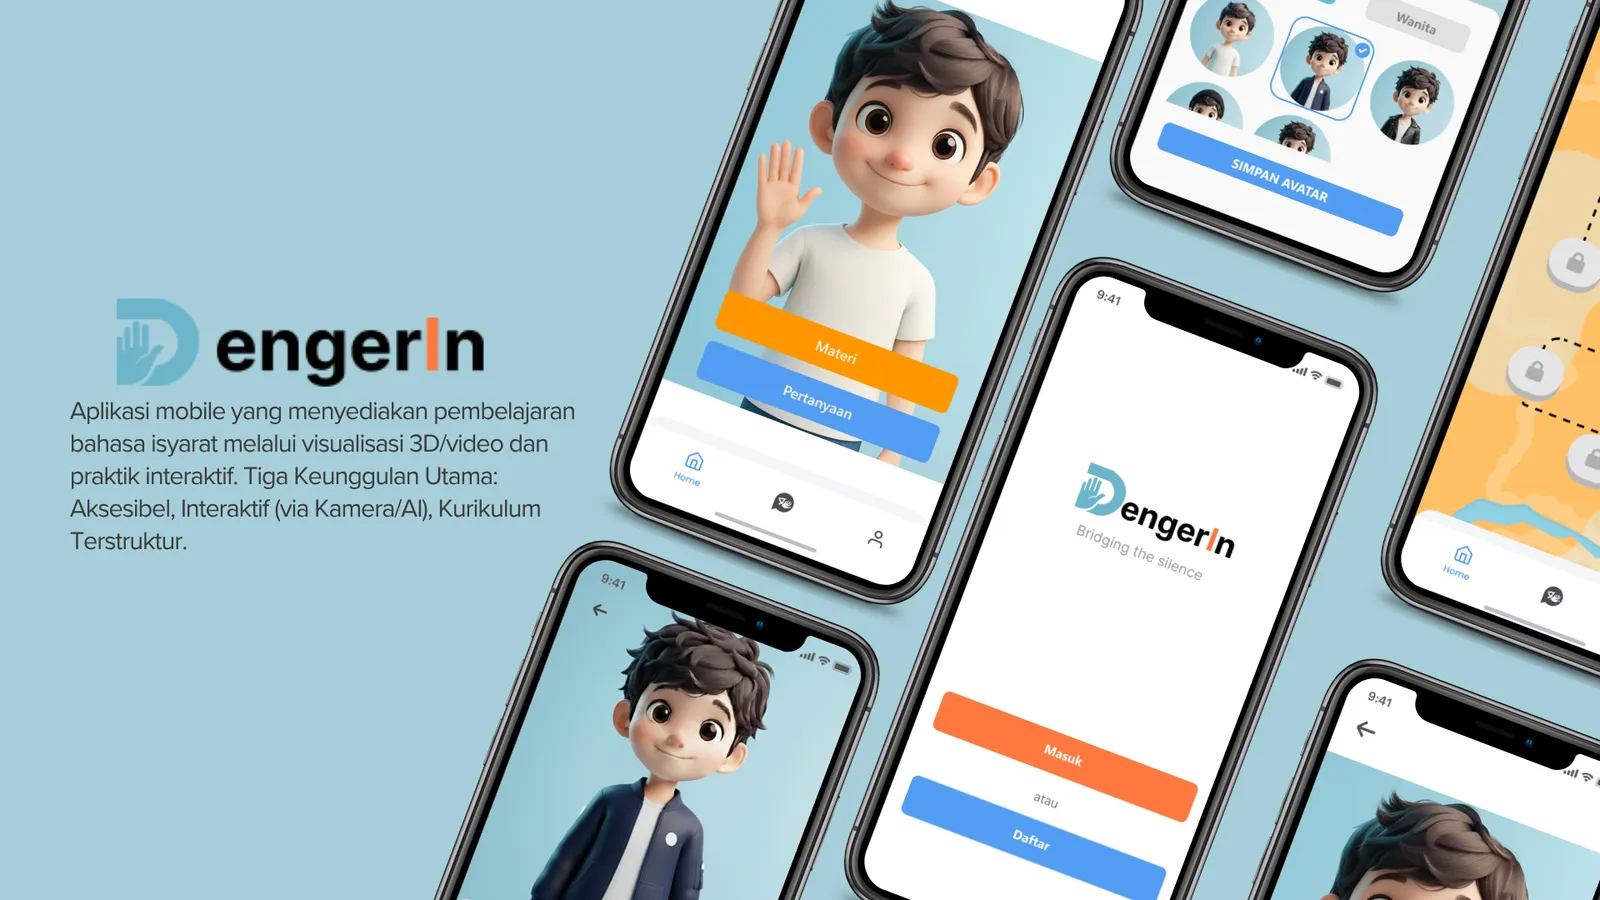 DengerIn
Aplikasi mobile yang menyediakan pembelajaran
bahasa isyarat melalui visualisasi 3D/video dan
praktik interaktif. Tiga Keunggulan Utama:
Aksesibel, Interaktif (via Kamera/AI), Kurikulum
Terstruktur.
Materi
Pertanyaan
Home
Wanita
SIMPAN AVATAR
9:41
DengerIn
Bridging the silence
Masuk
atau
Daftar
Home
9:41
9:41